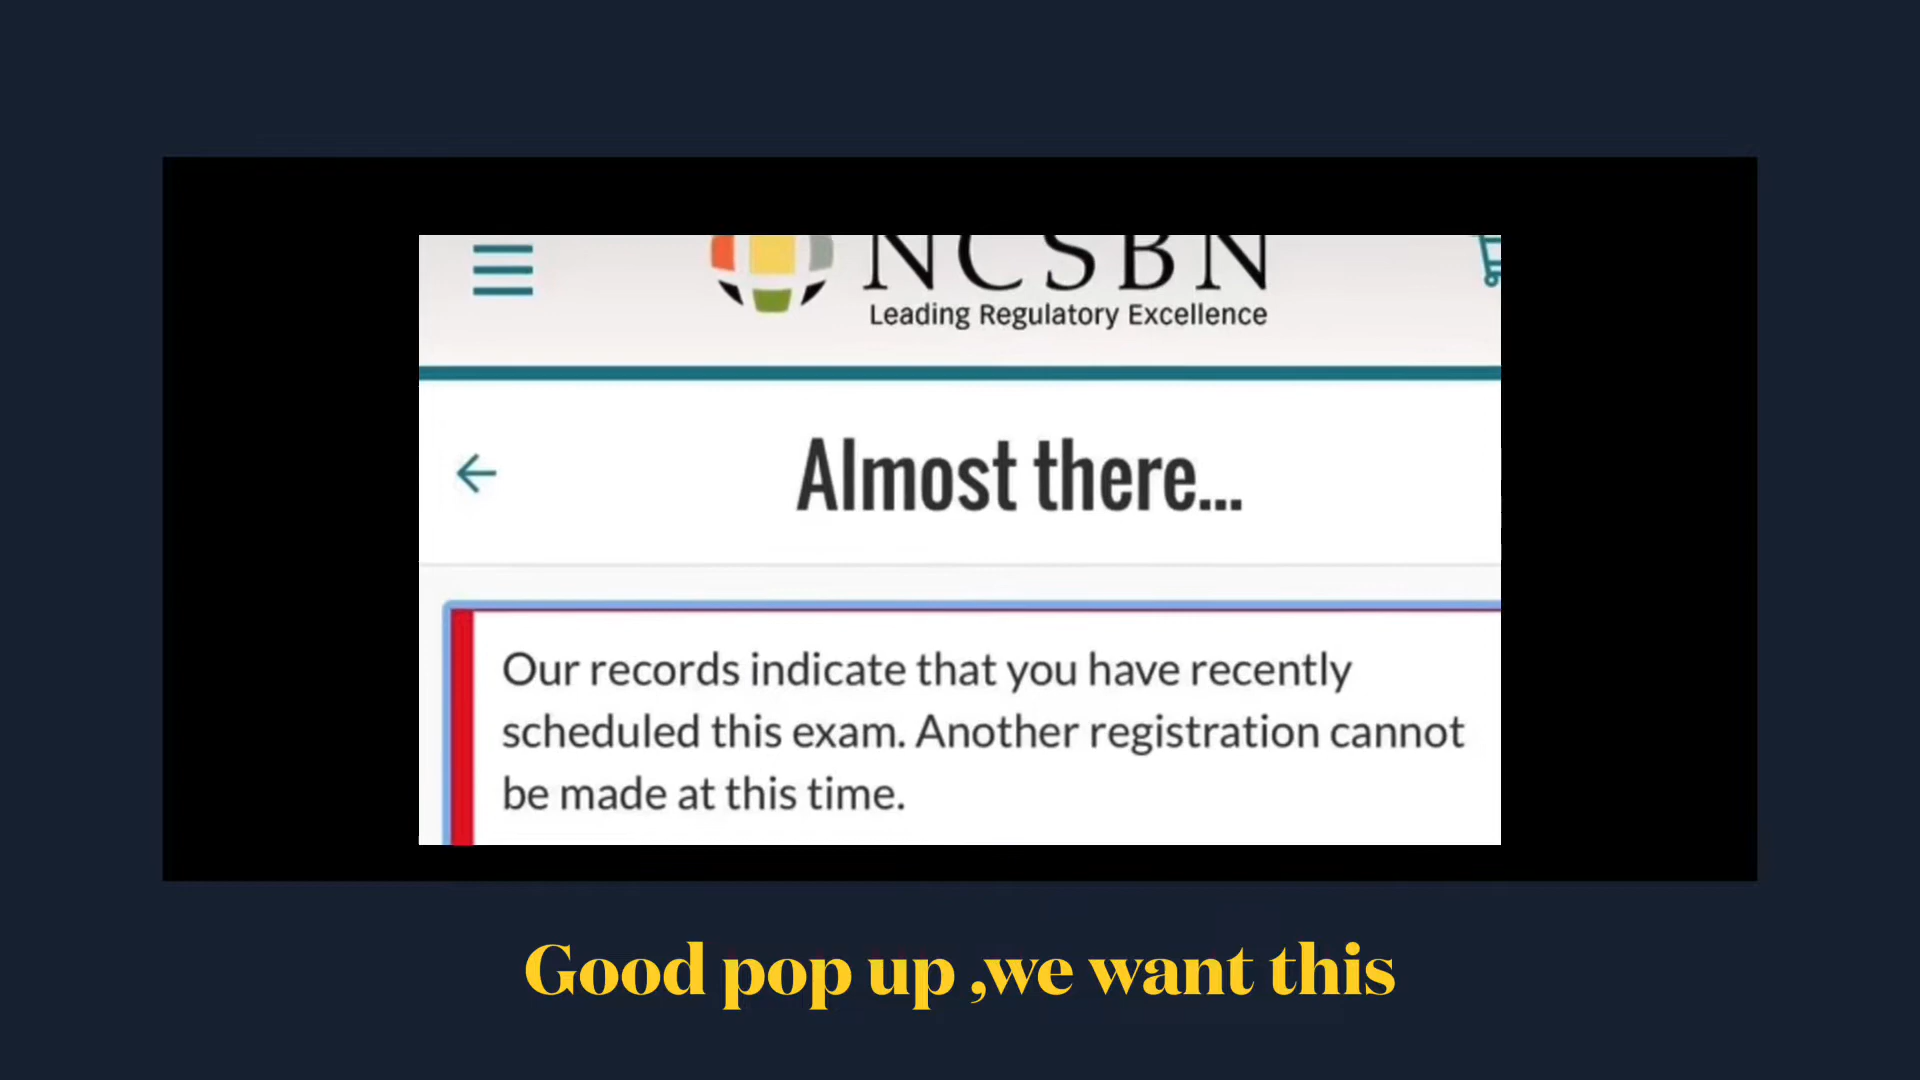 NCSBN
Leading Regulatory Excellence
Almost there...
Our records indicate that you have recently
scheduled this exam. Another registration cannot
be made at this time.
Good pop up ,we want this